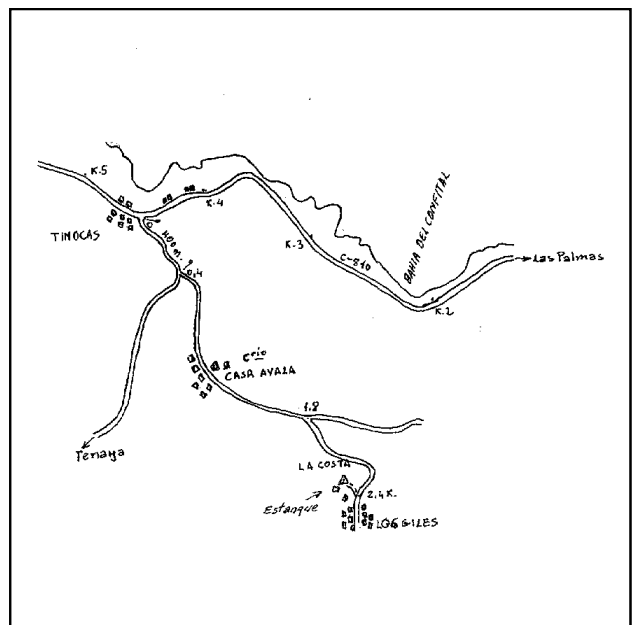 K.5
K.4
TINOCAS
400 m.
0,4
K.3
C-810
BAHIA DEL CONFITAL
K.2
Las Palmas
Crio
CASA AYALA
1.8
Tenaya
LA COSTA
2,4 K.
Estanque
LOS GILES